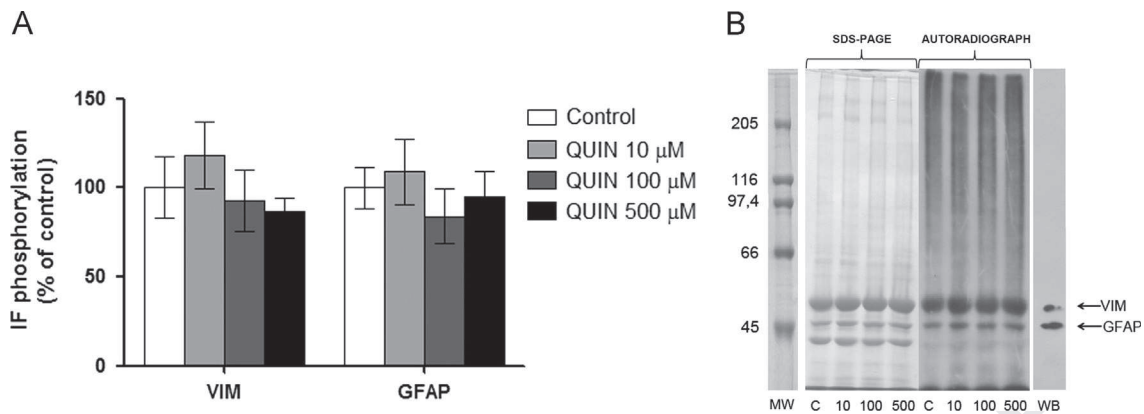 A
IF phosphorylation
(% of control)
150
100
50
0
VIM
GFAP
Control
QUIN 10 μM
QUIN 100 μM
QUIN 500 μM
B
SDS-PAGE
AUTORADIOGRAPH
205
116
97,4
66
45
VIM
GFAP
MW C 10 100 500 C 10 100 500 WB